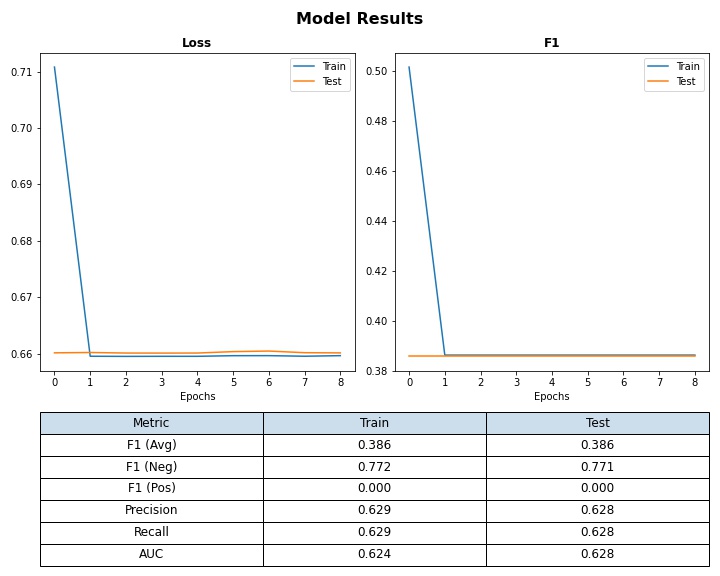 Model Results
Loss
0.71
0.70
0.69
0.68
0.67
0.66
Train
Test
0 1 2 3 4 5 6 7 8
Epochs
F1
0.50
0.48
0.46
0.44
0.42
0.40
0.38
Train
Test
0 1 2 3 4 5 6 7 8
Epochs
Metric Train Test
F1 (Avg) 0.386 0.386
F1 (Neg) 0.772 0.771
F1 (Pos) 0.000 0.000
Precision 0.629 0.628
Recall 0.629 0.628
AUC 0.624 0.628